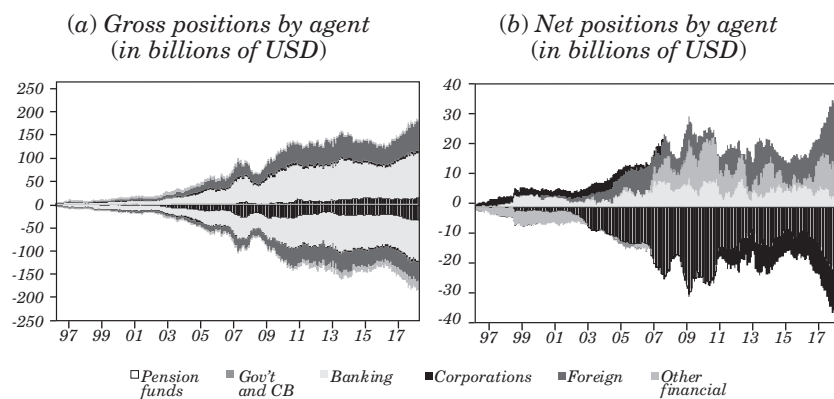 (a) Gross positions by agent
(in billions of USD)
250
200
150
100
50
0
-50
-100
-150
-200
-250
97 99 01 03 05 07 09 11 13 15 17
(b) Net positions by agent
(in billions of USD)
40
30
20
10
0
-10
-20
-30
-40
97 99 01 03 05 07 09 11 13 15 17
Pension
funds
Gov't
and CB
Banking
Corporations
Foreign
Other
financial